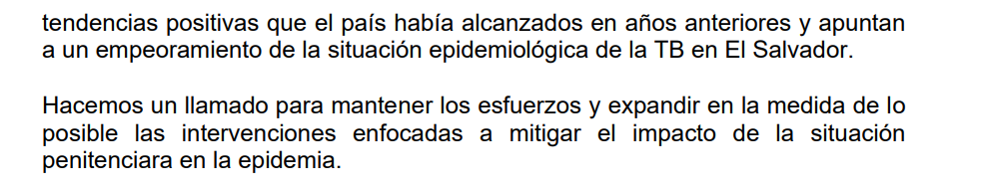 tendencias positivas que el país había alcanzados en años anteriores y apuntan
a un empeoramiento de la situación epidemiológica de la TB en El Salvador.
Hacemos un llamado para mantener los esfuerzos y expandir en la medida de lo
posible las intervenciones enfocadas a mitigar el impacto de la situación
penitenciara en la epidemia.